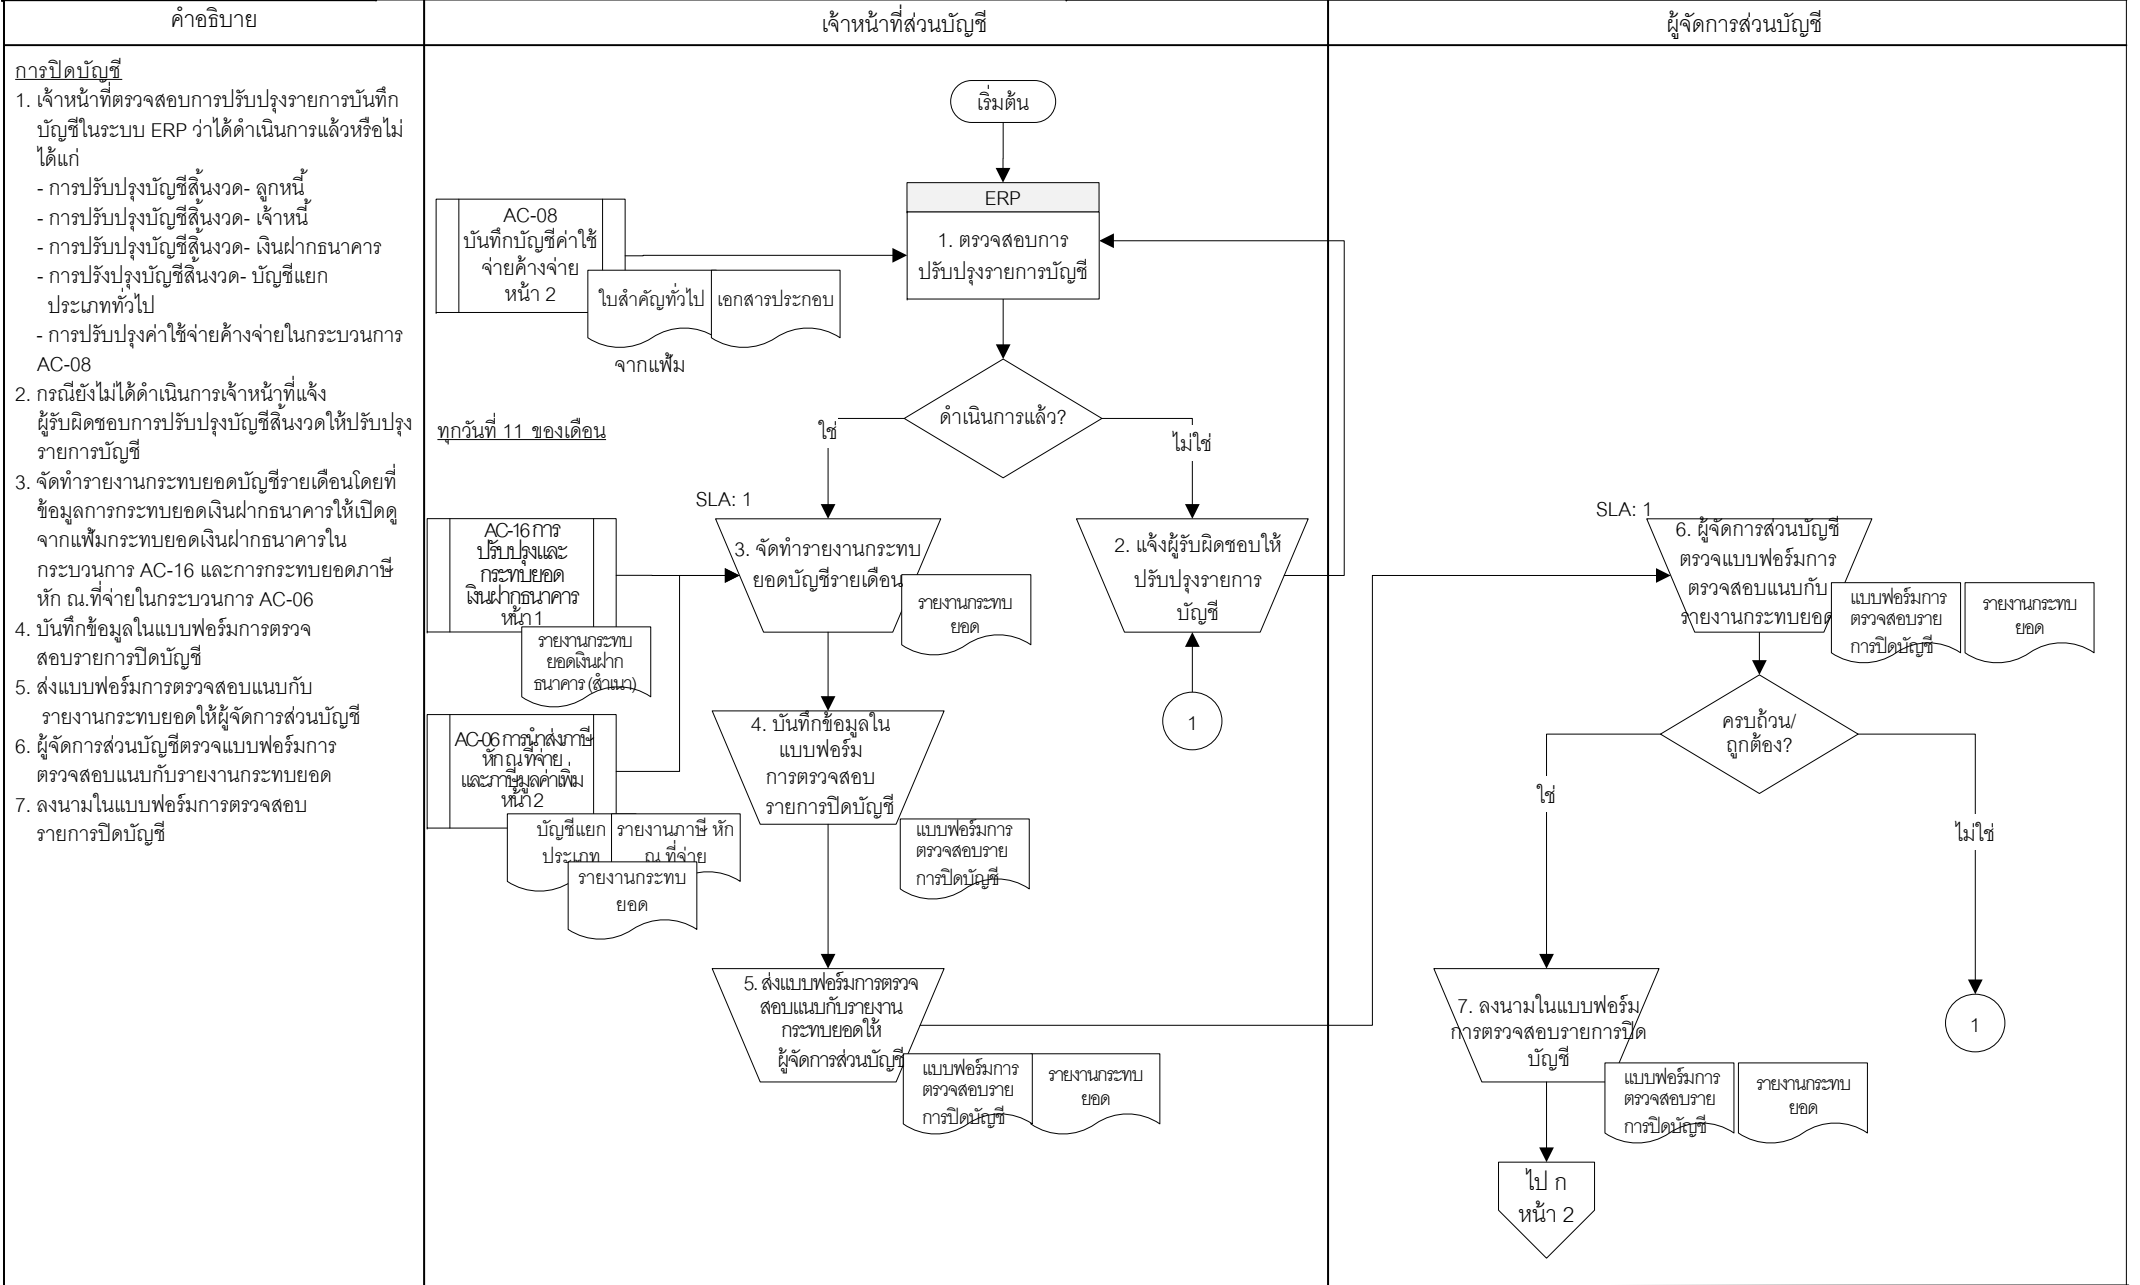 คำอธิบาย
เจ้าหน้าที่ส่วนบัญชี
ผู้จัดการส่วนบัญชี
การปิดบัญชี
1. เจ้าหน้าที่ตรวจสอบการปรับปรุงรายการบันทึก
บัญชีในระบบ ERP ว่าได้ดำเนินการแล้วหรือไม่
ได้แก่
- การปรับปรุงบัญชีสิ้นงวด- ลูกหนี้
- การปรับปรุงบัญชีสิ้นงวด- เจ้าหนี้
- การปรับปรุงบัญชีสิ้นงวด- เงินฝากธนาคาร
- การปรังปรุงบัญชีสิ้นงวด- บัญชีแยก
ประเภททั่วไป
- การปรับปรุงค่าใช้จ่ายค้างจ่ายในกระบวนการ
AC-08
2. กรณียังไม่ได้ดำเนินการเจ้าหน้าที่แจ้ง
ผู้รับผิดชอบการปรับปรุงบัญชีสิ้นงวดให้ปรับปรุง
รายการบัญชี
3. จัดทำรายงานกระทบยอดบัญชีรายเดือนโดยที่
ข้อมูลการกระทบยอดเงินฝากธนาคารให้เปิดดู
จากแฟ้มกระทบยอดเงินฝากธนาคารใน
กระบวนการ AC-16 และการกระทบยอดภาษี
หัก ณ.ที่จ่ายในกระบวนการ AC-06
4. บันทึกข้อมูลในแบบฟอร์มการตรวจ
สอบรายการปิดบัญชี
5. ส่งแบบฟอร์มการตรวจสอบแนบกับ
รายงานกระทบยอดให้ผู้จัดการส่วนบัญชี
6. ผู้จัดการส่วนบัญชีตรวจแบบฟอร์มการ
ตรวจสอบแนบกับรายงานกระทบยอด
7. ลงนามในแบบฟอร์มการตรวจสอบ
รายการปิดบัญชี
เริ่มต้น
ERP
1. ตรวจสอบการ
ปรับปรุงรายการบัญชี
AC-08
บันทึกบัญชีค่าใช้
จ่ายค้างจ่าย
หน้า 2
ใบสำคัญทั่วไป
เอกสารประกอบ
จากแฟ้ม
ดำเนินการแล้ว?
ใช่
ไม่ใช่
ทุกวันที่ 11 ของเดือน
SLA: 1
3. จัดทำรายงานกระทบ
ยอดบัญชีรายเดือน
รายงานกระทบ
ยอด
2. แจ้งผู้รับผิดชอบให้
ปรับปรุงรายการ
บัญชี
1
AC-16 การ
ปรับปรุงและ
กระทบยอด
เงินฝากธนาคาร
หน้า 1
รายงานกระทบ
ยอดเงินฝาก
ธนาคาร (สำเนา)
AC-06 การนำส่งภาษี
หัก ณ ที่จ่าย
และภาษีมูลค่าเพิ่ม
หน้า 2
บัญชีแยก
ประเภท
รายงานภาษี หัก
ณ ที่จ่าย
รายงานกระทบ
ยอด
4. บันทึกข้อมูลใน
แบบฟอร์ม
การตรวจสอบ
รายการปิดบัญชี
แบบฟอร์มการ
ตรวจสอบราย
การปิดบัญชี
5. ส่งแบบฟอร์มการตรวจ
สอบแนบกับรายงาน
กระทบยอดให้
ผู้จัดการส่วนบัญชี
แบบฟอร์มการ
ตรวจสอบราย
การปิดบัญชี
รายงานกระทบ
ยอด
SLA: 1
6. ผู้จัดการส่วนบัญชี
ตรวจแบบฟอร์มการ
ตรวจสอบแนบกับ
รายงานกระทบยอด
แบบฟอร์มการ
ตรวจสอบราย
การปิดบัญชี
รายงานกระทบ
ยอด
ครบถ้วน/
ถูกต้อง?
ใช่
ไม่ใช่
7. ลงนามในแบบฟอร์ม
การตรวจสอบรายการปิด
บัญชี
แบบฟอร์มการ
ตรวจสอบราย
การปิดบัญชี
รายงานกระทบ
ยอด
1
ไป ก
หน้า 2